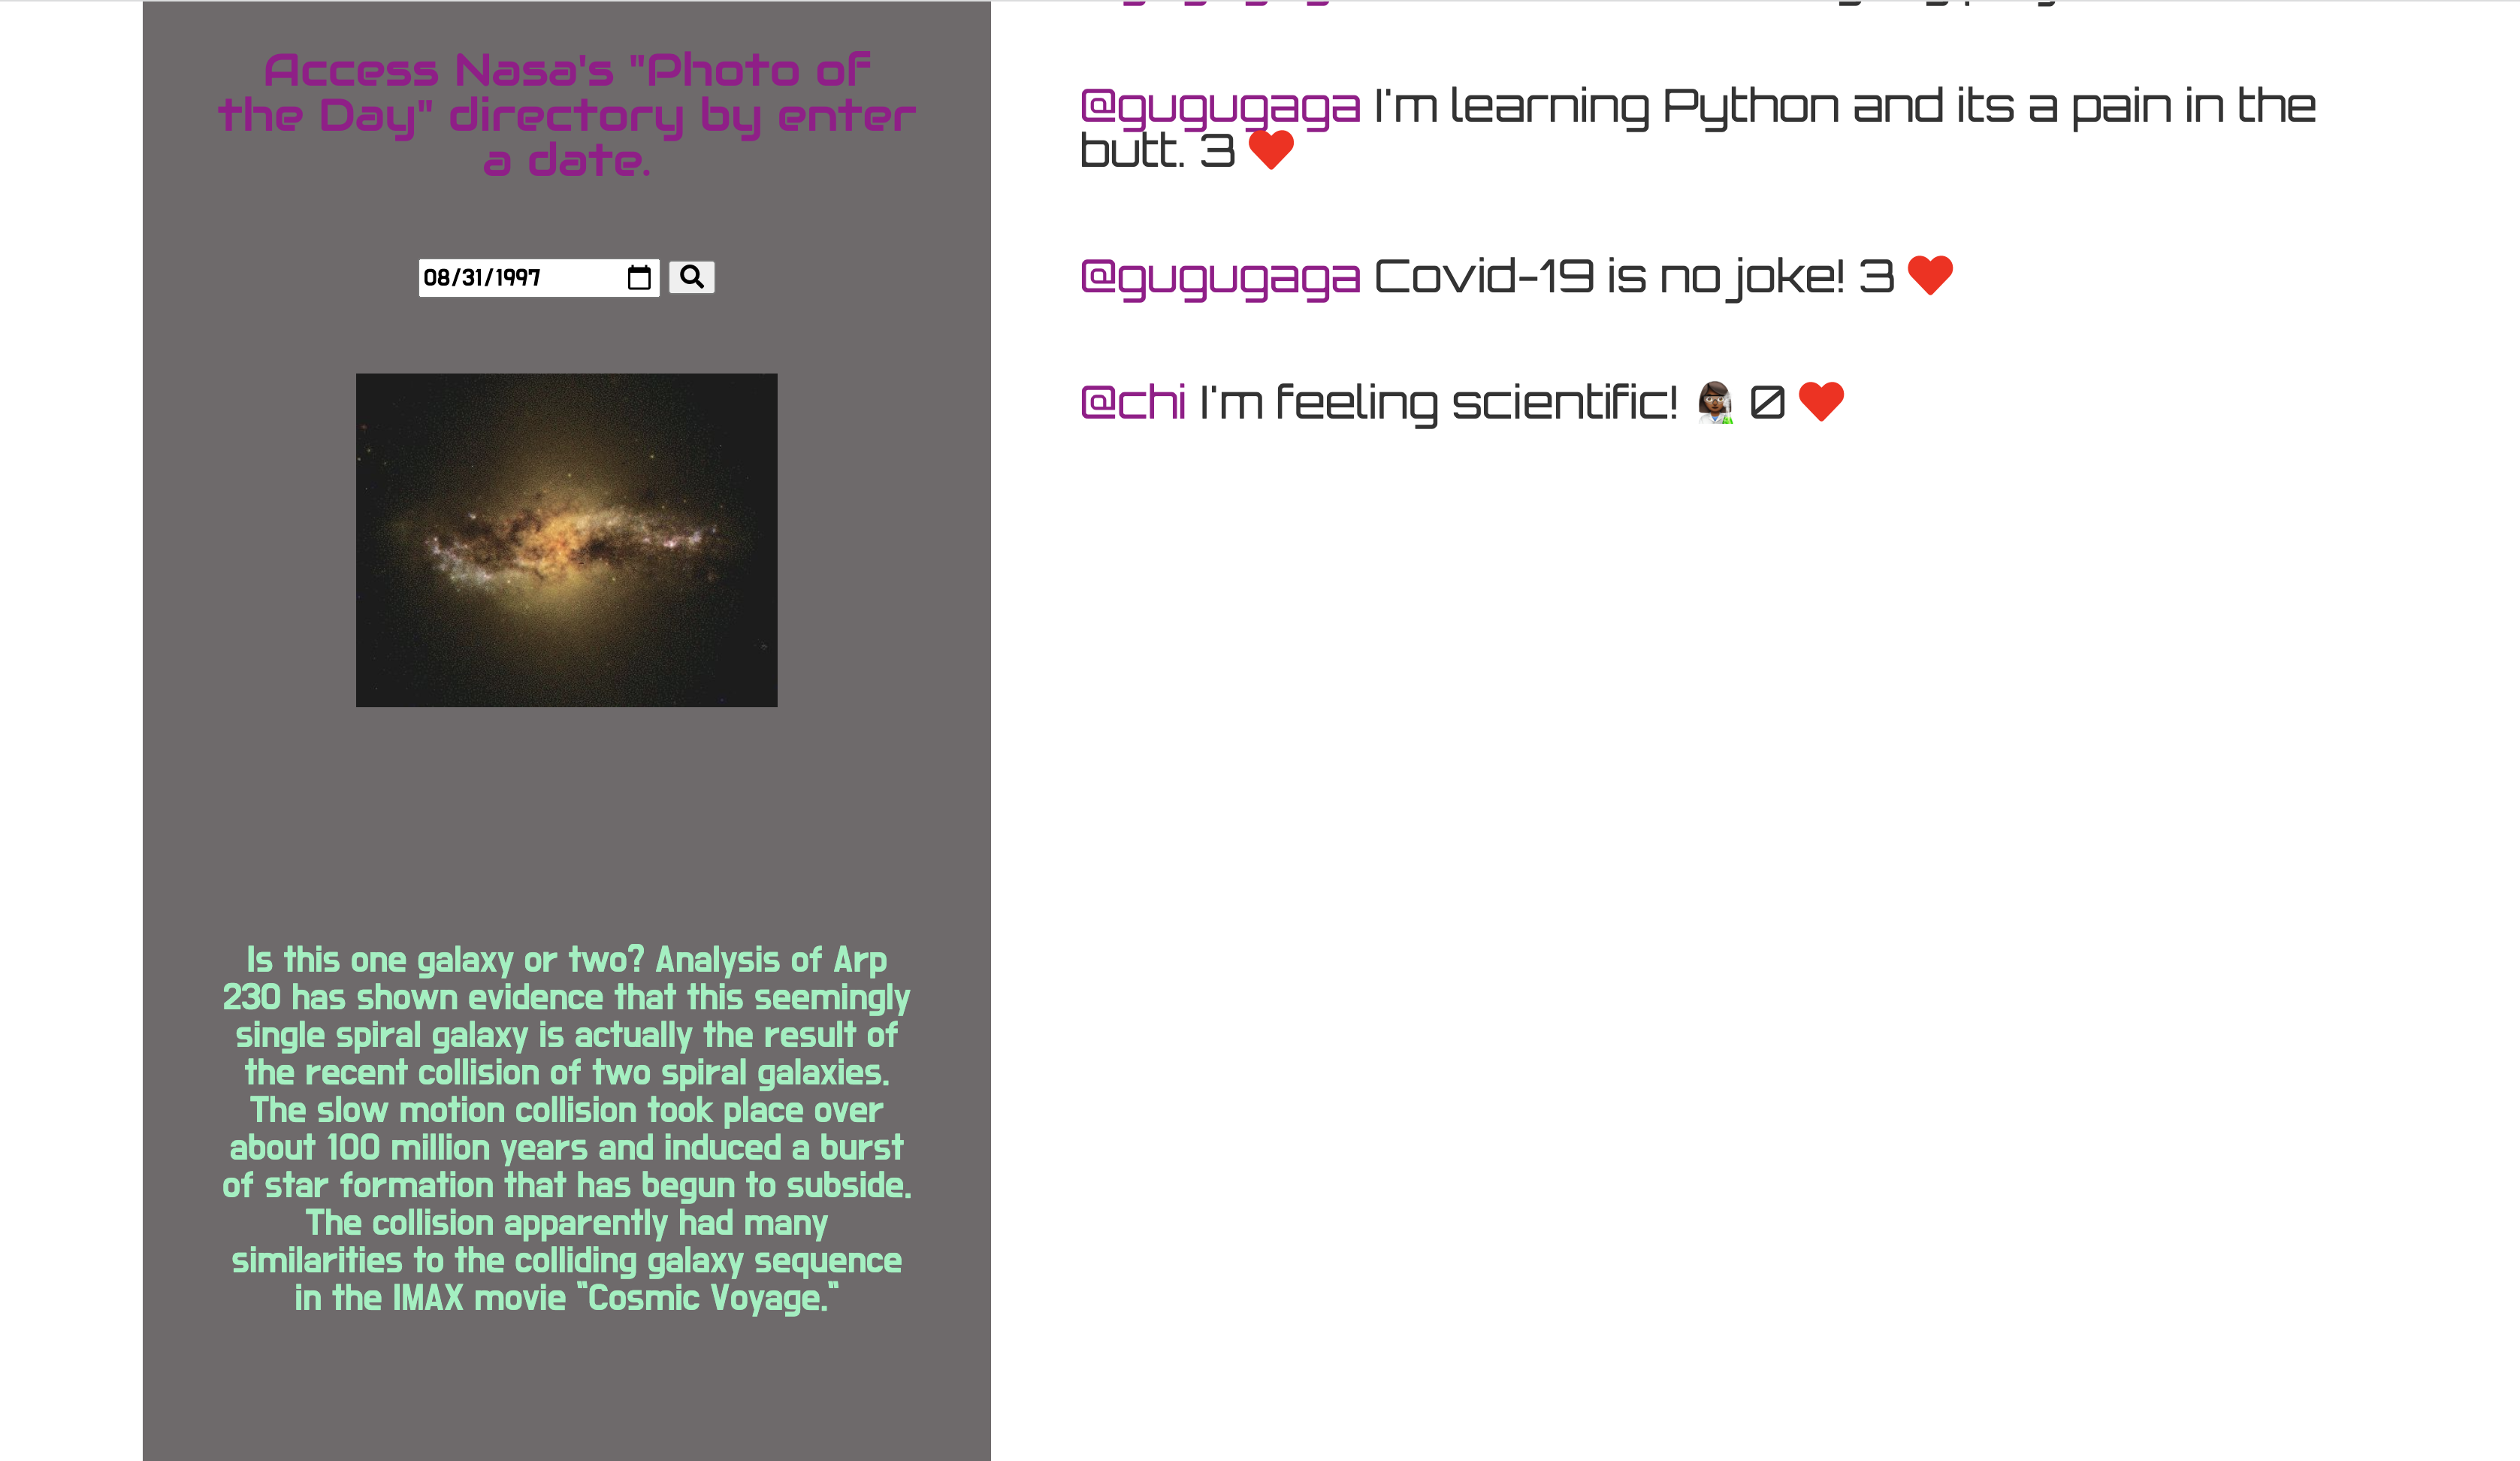 Access Nasa's "Photo of
the Day" directory by enter
a date.
08/31/1997
Is this one galaxy or two? Analysis of Arp
230 has shown evidence that this seemingly
single spiral galaxy is actually the result of
the recent collision of two spiral galaxies.
The slow motion collision took place over
about 100 million years and induced a burst
of star formation that has begun to subside.
The collision apparently had many
similarities to the colliding galaxy sequence
in the IMAX movie "Cosmic Voyage."
@gugugaga I'm learning Python and its a pain in the
butt. 3 ❤️
@gugugaga Covid-19 is no joke! 3 ❤️
@chi I'm feeling scientific! 👩🏾‍🔬 0 ❤️